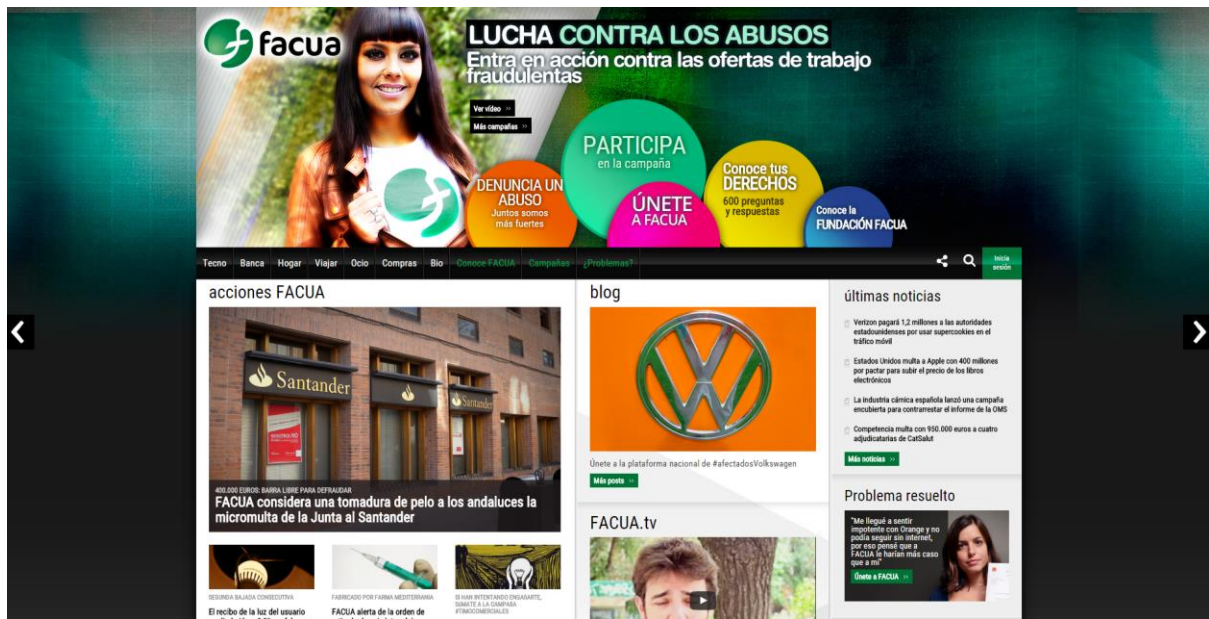 facua
LUCHA CONTRA LOS ABUSOS
Entra en acción contra las ofertas de trabajo
fraudulentas
Ver vídeo »
Más campañas »
PARTICIPA
en la campaña
DENUNCIA UN
ABUSO
Juntos somos
más fuertes
ÚNETE
A FACUA
Conoce tus
DERECHOS
600 preguntas
y respuestas
Conoce la
FUNDACIÓN FACUA
Tecno Banca Hogar Viajar Ocio Compras Bio Conoce FACUA Campañas ¿Problemas?
Inicia
sesión
acciones FACUA
Santander
Santander
400.000 EUROS: BARRA LIBRE PARA DEFRAUDAR
FACUA considera una tomadura de pelo a los andaluces la
micromulta de la Junta al Santander
SEGUNDA BAJADA CONSECUTIVA
El recibo de la luz del usuario
FABRICADO POR FARMA MEDITERRANIA
FACUA alerta de la orden de
SI HAN INTENTANDO ENGAÑARTE,
SÚMATE A LA CAMPAÑA
#TIMOCOMERCIALES
blog
Únete a la plataforma nacional de #afectadosVolkswagen
Más posts »
FACUA.tv
últimas noticias
Verizon pagará 1,2 millones a las autoridades
estadounidenses por usar supercookies en el
tráfico móvil
Estados Unidos multa a Apple con 400 millones
por pactar para subir el precio de los libros
electrónicos
La industria cárnica española lanzó una campaña
encubierta para contrarrestar el informe de la OMS
Competencia multa con 950.000 euros a cuatro
adjudicatarias de CatSalut
Más noticias »
Problema resuelto
"Me llegué a sentir
impotente con Orange y no
podía seguir sin internet,
por eso pensé que a
FACUA le harían más caso
que a mí"
Únete a FACUA »